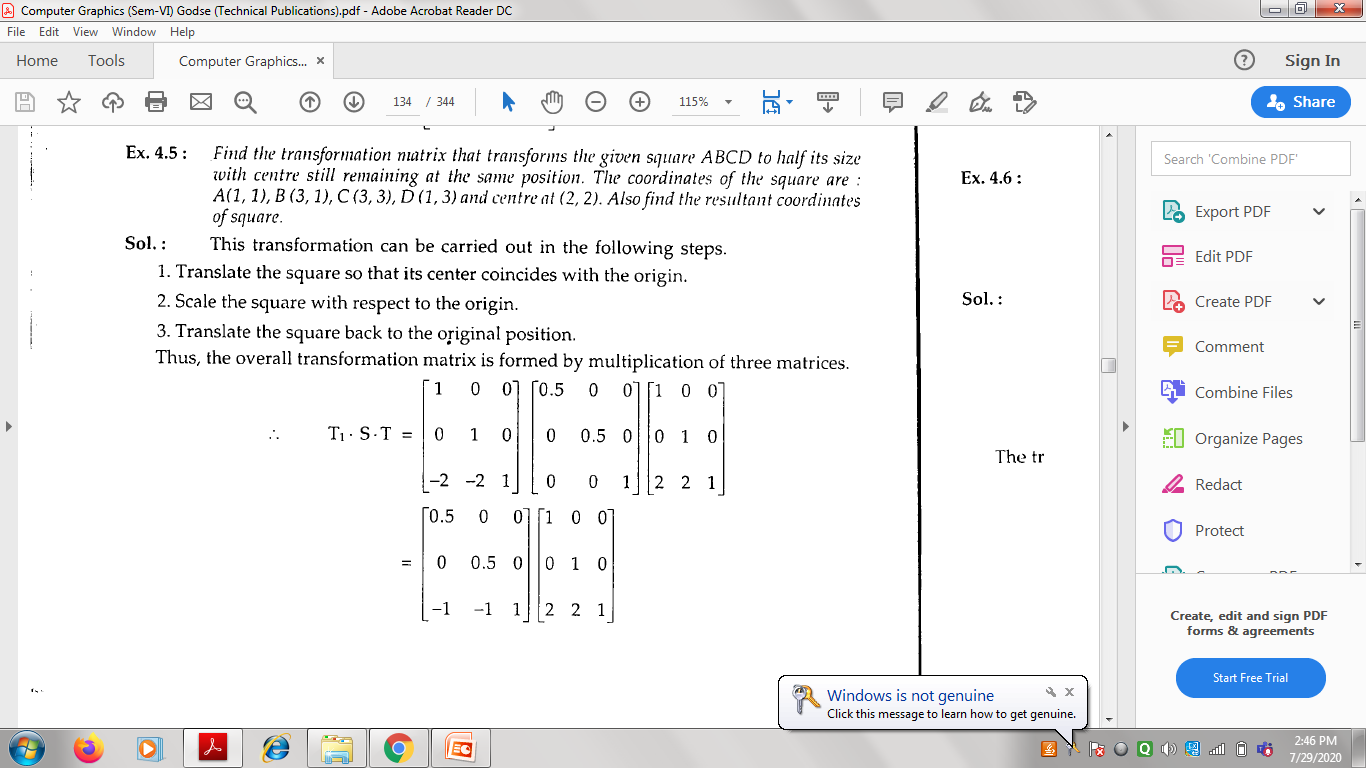 Computer Graphics (Sem-VI) Godse (Technical Publications).pdf - Adobe Acrobat Reader DC
File Edit View Window Help
Home Tools Computer Graphics... ×
? Sign In
134 / 344 115%
Share
Ex. 4.5 : Find the transformation matrix that transforms the given square ABCD to half its size
with centre still remaining at the same position. The coordinates of the square are :
A(1, 1), B (3, 1), C (3, 3), D (1, 3) and centre at (2, 2). Also find the resultant coordinates
of square.
Sol. : This transformation can be carried out in the following steps.
1. Translate the square so that its center coincides with the origin.
2. Scale the square with respect to the origin.
3. Translate the square back to the original position.
Thus, the overall transformation matrix is formed by multiplication of three matrices.
1 0 0 0.5 0 0 1 0 0
∴ T₁ · S · T = 0 1 0 0 0.5 0 0 1 0
−2 −2 1 0 0 1 2 2 1
0.5 0 0 1 0 0
= 0 0.5 0 0 1 0
−1 −1 1 2 2 1
Ex. 4.6 :
Sol. :
The tr
Search 'Combine PDF'
Export PDF
Edit PDF
Create PDF
Comment
Combine Files
Organize Pages
Redact
Protect
Create, edit and sign PDF
forms & agreements
Start Free Trial
Windows is not genuine
Click this message to learn how to get genuine.
2:46 PM
7/29/2020